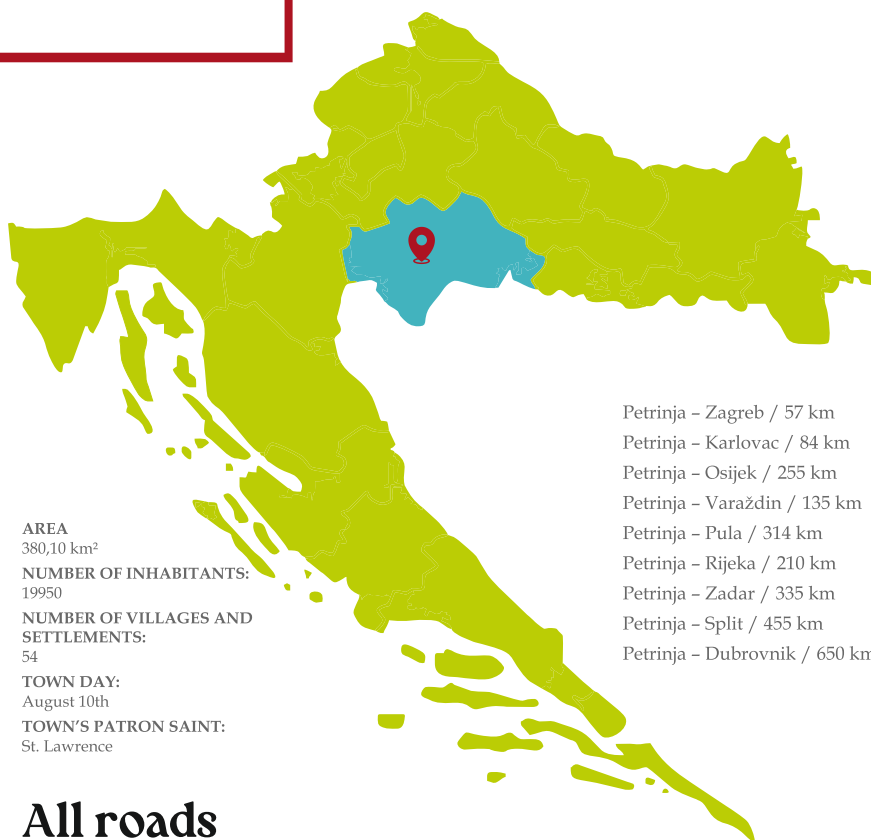 Petrinja – Zagreb / 57 km
Petrinja – Karlovac / 84 km
Petrinja – Osijek / 255 km
Petrinja – Varaždin / 135 km
Petrinja – Pula / 314 km
Petrinja – Rijeka / 210 km
Petrinja – Zadar / 335 km
Petrinja – Split / 455 km
Petrinja – Dubrovnik / 650 km
AREA
380,10 km²
NUMBER OF INHABITANTS:
19950
NUMBER OF VILLAGES AND
SETTLEMENTS:
54
TOWN DAY:
August 10th
TOWN'S PATRON SAINT:
St. Lawrence
All roads